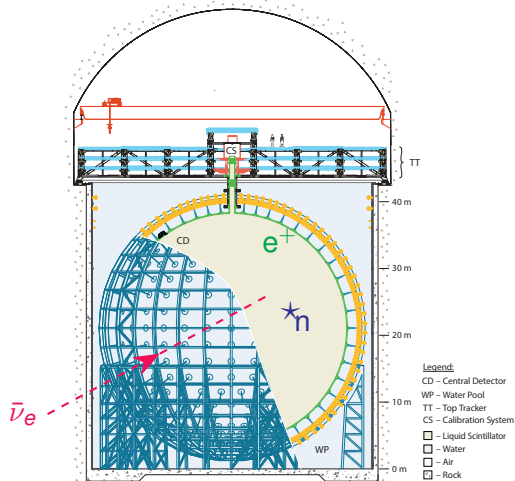 CS
TT
40 m
CD
e⁺
30 m
n
20 m
ν̄ₑ
10 m
WP
0 m
Legend:
CD – Central Detector
WP – Water Pool
TT – Top Tracker
CS – Calibration System
– Liquid Scintillator
– Water
– Air
– Rock